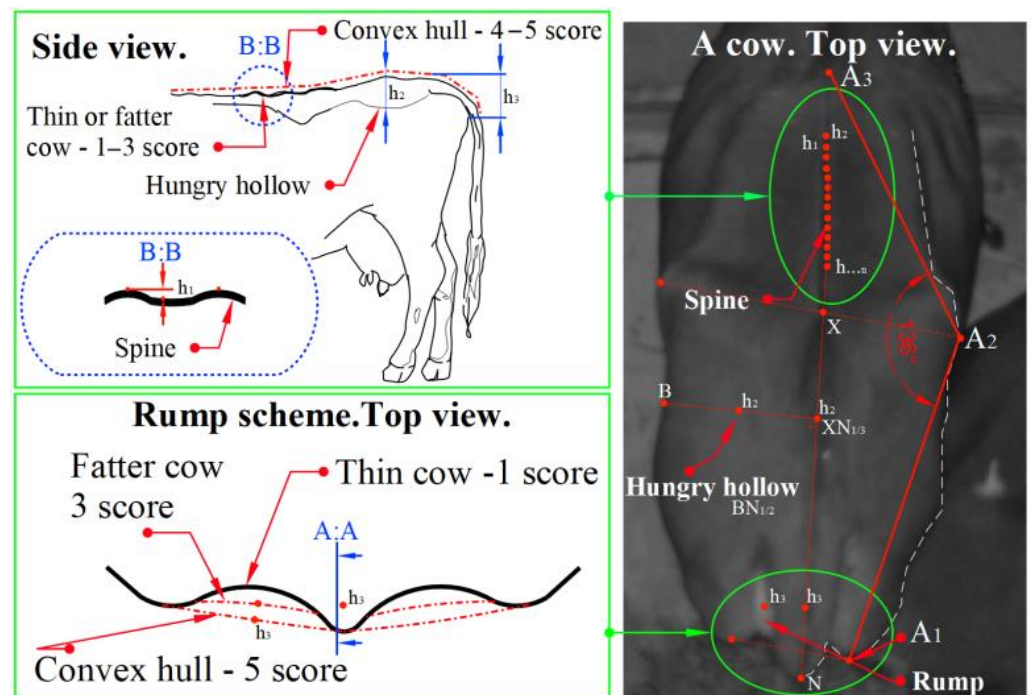 Side view.
B:B
Convex hull - 4–5 score
h2
h3
Thin or fatter
cow - 1–3 score
Hungry hollow
B:B
h1
Spine
Rump scheme.Top view.
Fatter cow
3 score
Thin cow -1 score
A:A
h3
h3
Convex hull - 5 score
A cow. Top view.
A3
h1
h2
h...n
Spine
X
A2
136°
B
h2
h2
XN1/3
Hungry hollow
BN1/2
h3
h3
A1
N
Rump